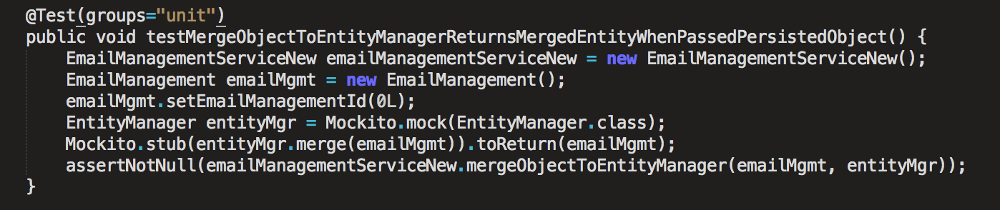 @Test(groups="unit")
public void testMergeObjectToEntityManagerReturnsMergedEntityWhenPassedPersistedObject() {
    EmailManagementServiceNew emailManagementServiceNew = new EmailManagementServiceNew();
    EmailManagement emailMgmt = new EmailManagement();
    emailMgmt.setEmailManagementId(0L);
    EntityManager entityMgr = Mockito.mock(EntityManager.class);
    Mockito.stub(entityMgr.merge(emailMgmt)).toReturn(emailMgmt);
    assertNotNull(emailManagementServiceNew.mergeObjectToEntityManager(emailMgmt, entityMgr));
}